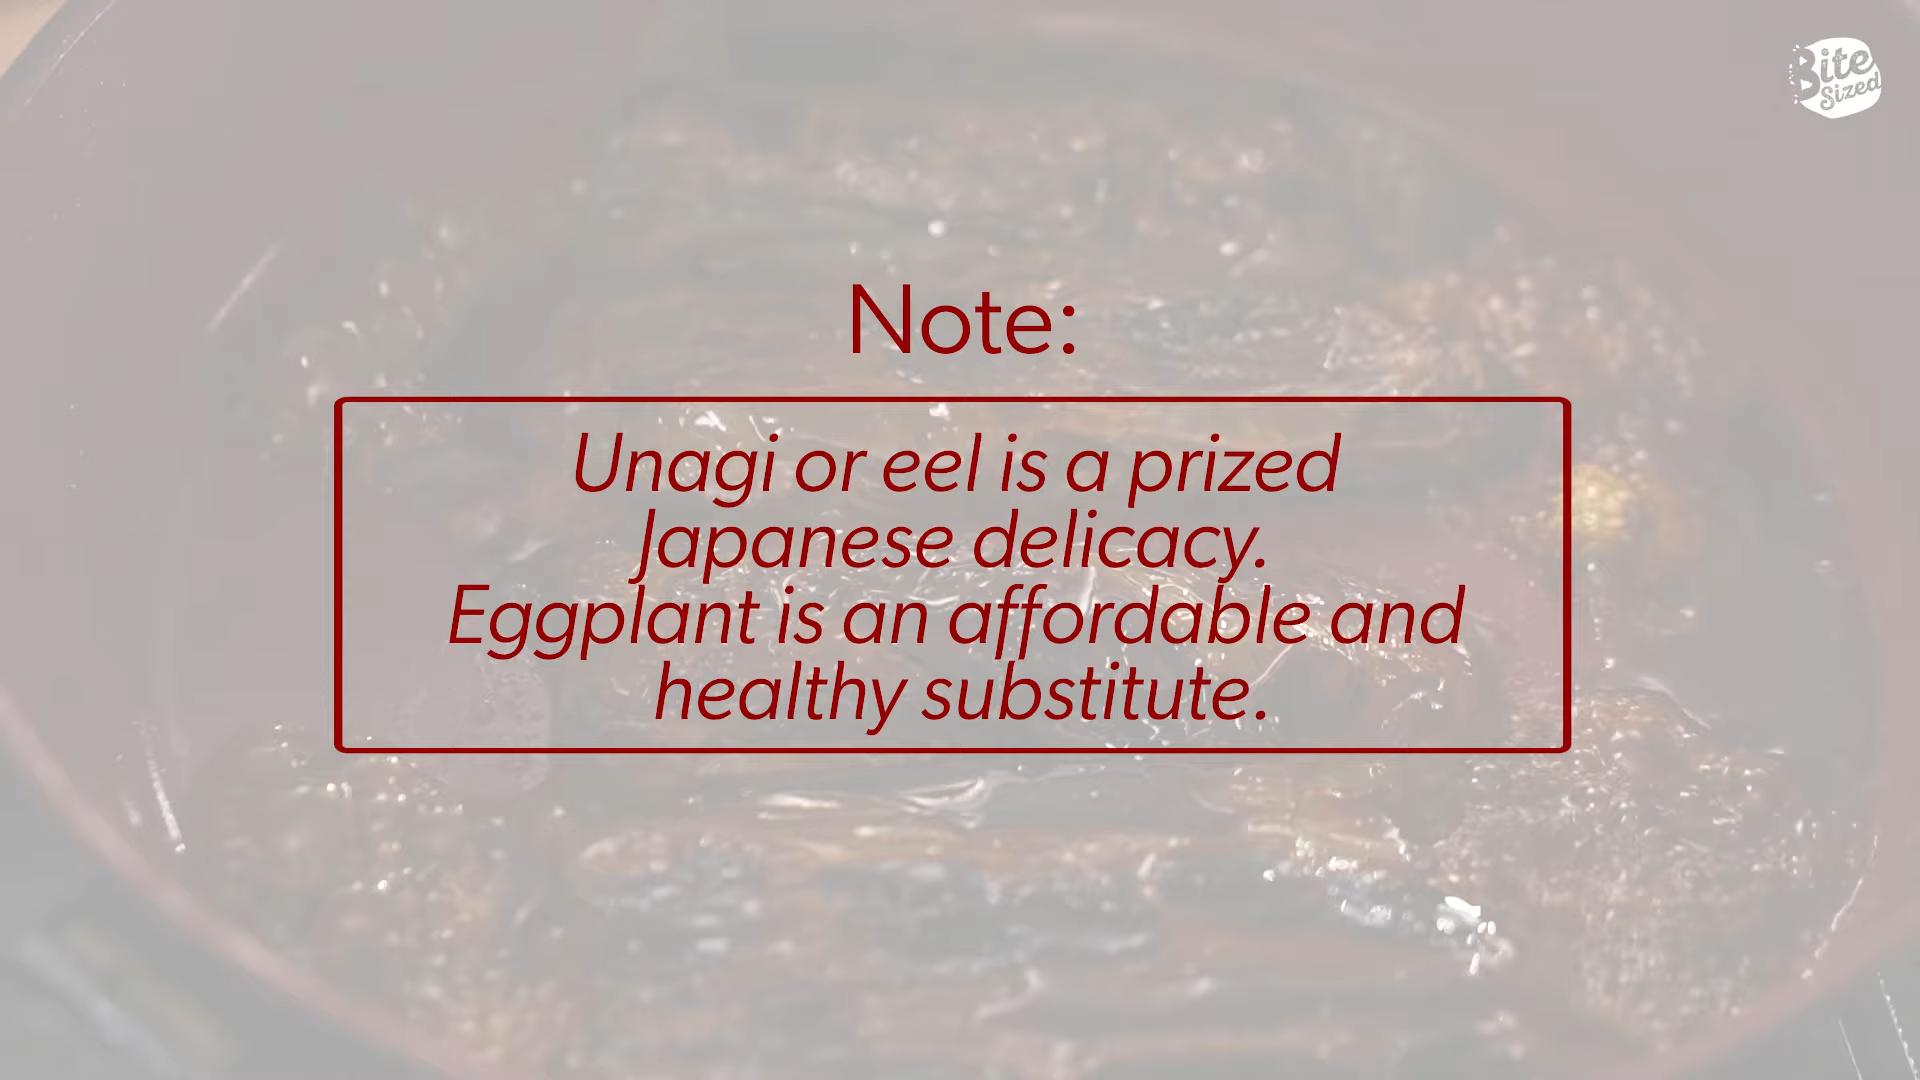 Bite
Sized
Note:
Unagi or eel is a prized
Japanese delicacy.
Eggplant is an affordable and
healthy substitute.